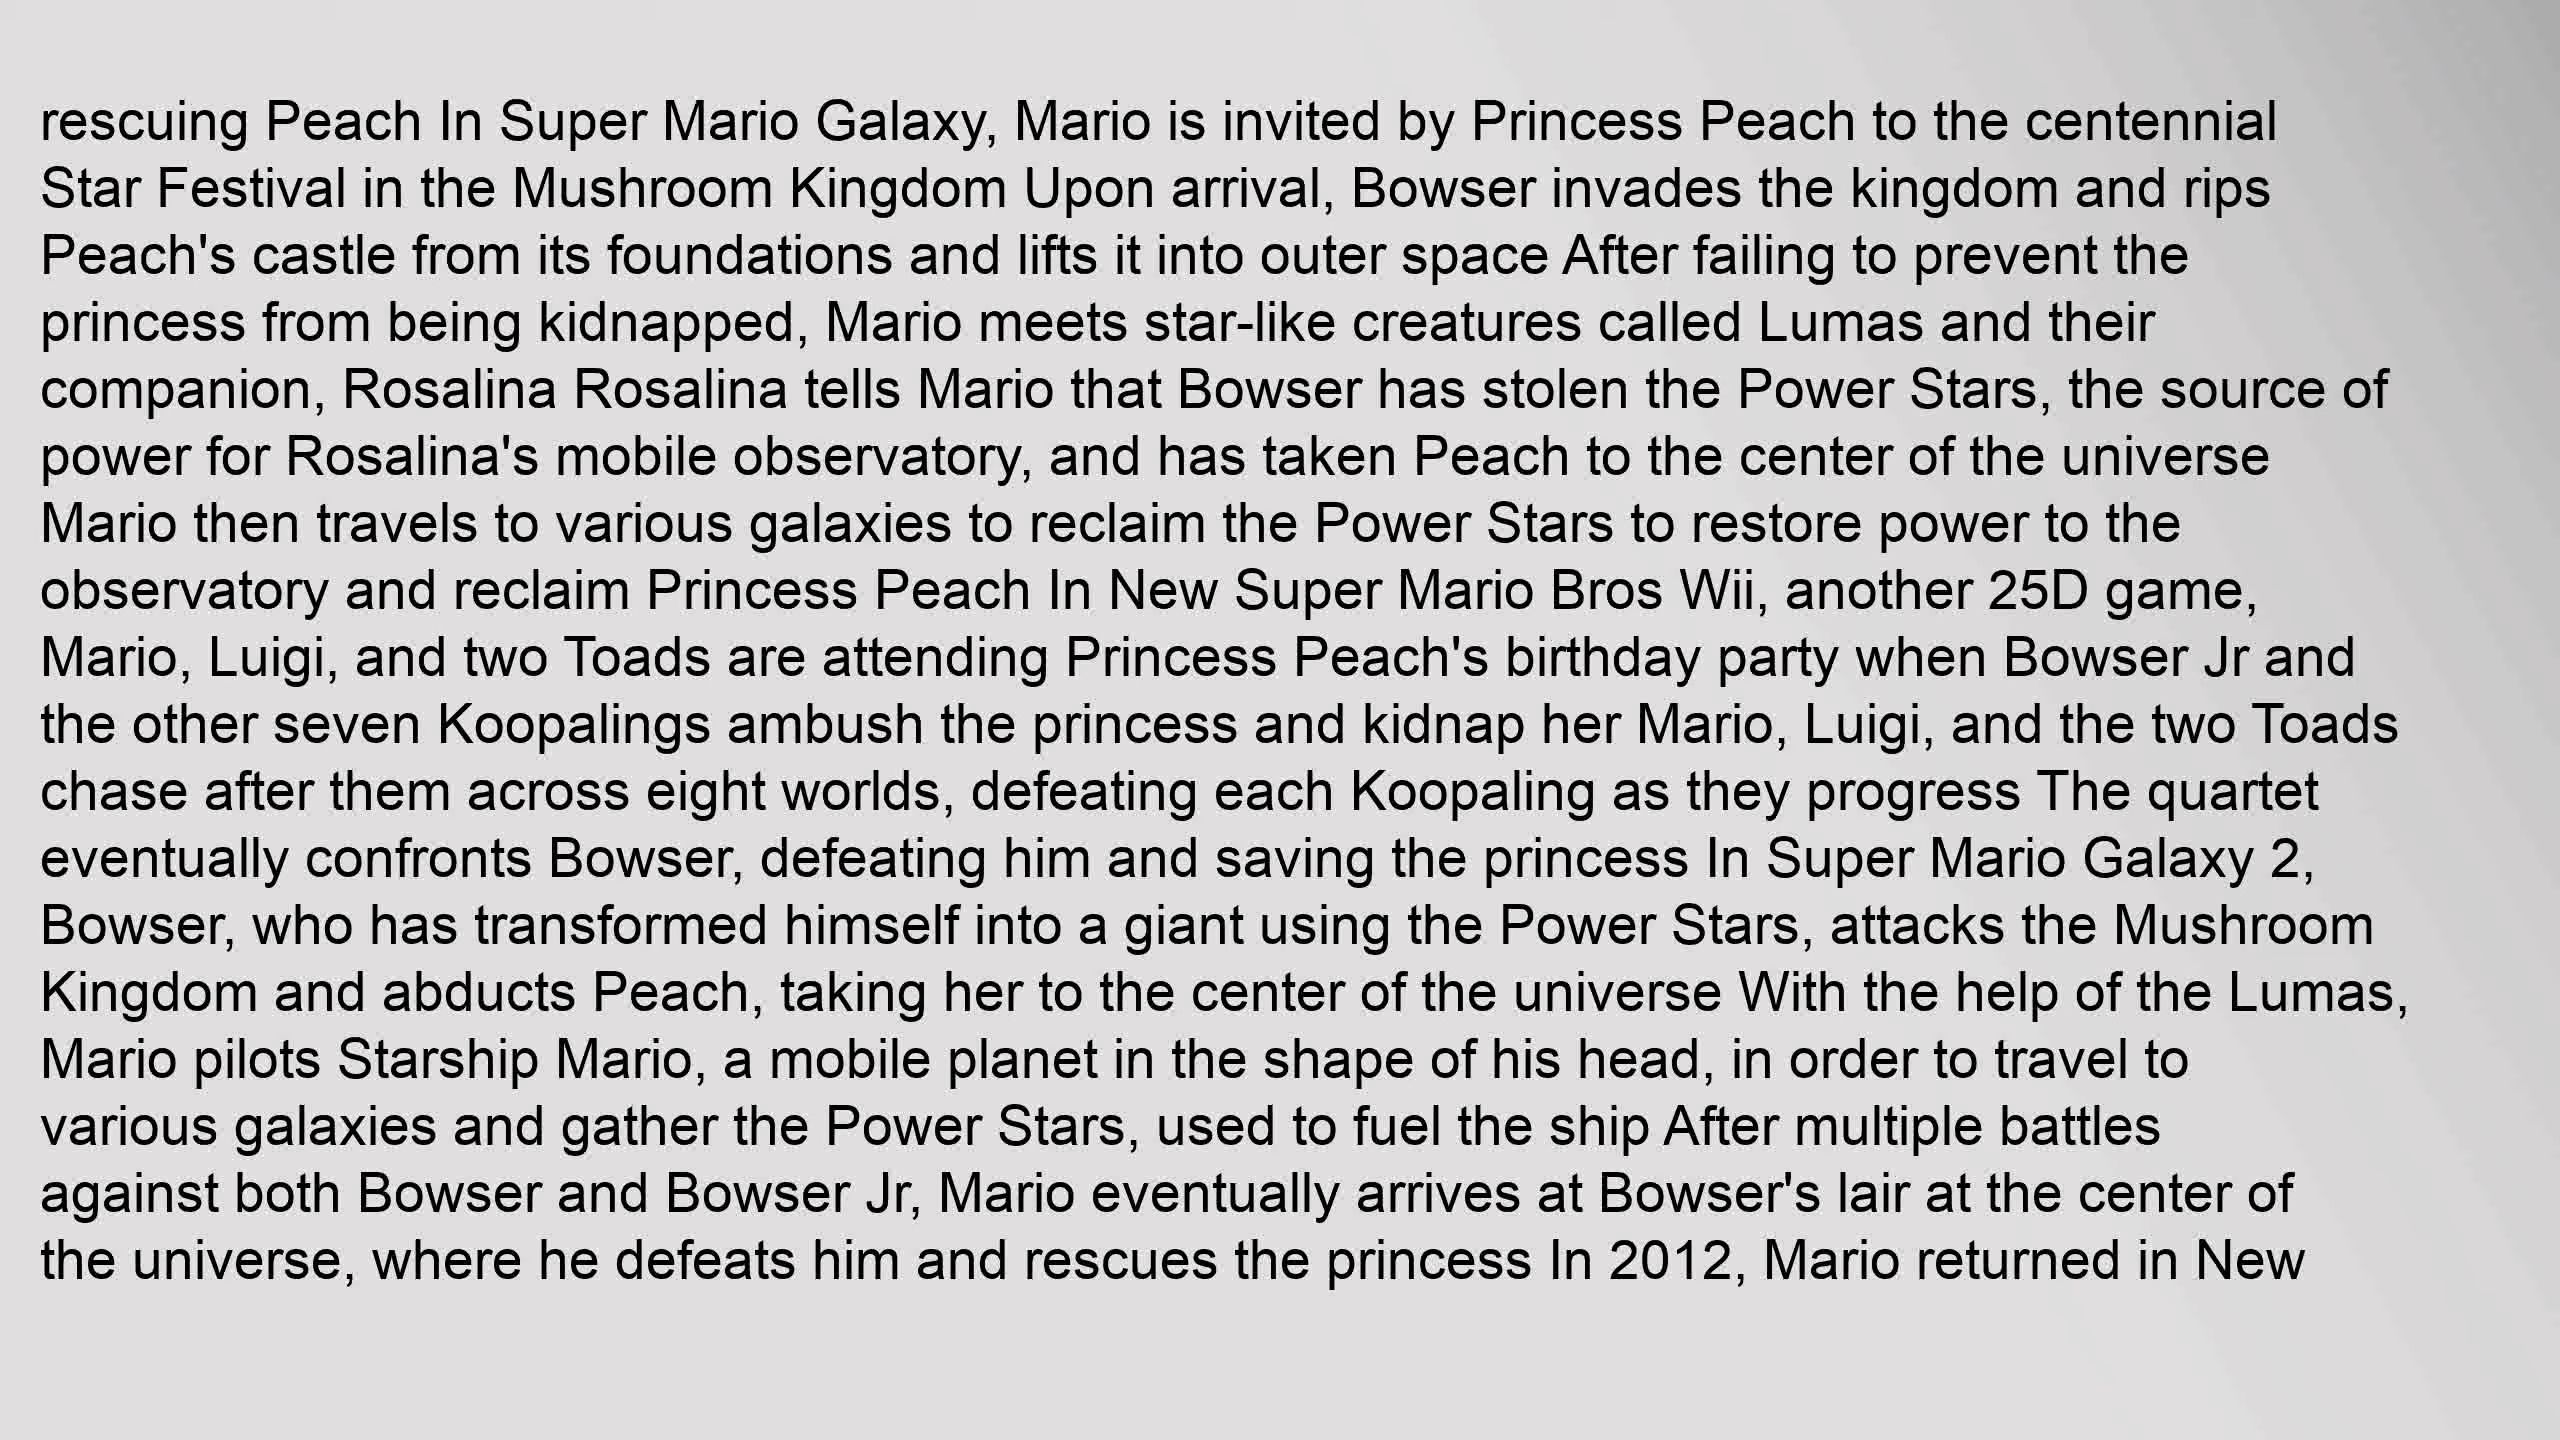 rescuing Peach In Super Mario Galaxy, Mario is invited by Princess Peach to the centennial
Star Festival in the Mushroom Kingdom Upon arrival, Bowser invades the kingdom and rips
Peach's castle from its foundations and lifts it into outer space After failing to prevent the
princess from being kidnapped, Mario meets star-like creatures called Lumas and their
companion, Rosalina Rosalina tells Mario that Bowser has stolen the Power Stars, the source of
power for Rosalina's mobile observatory, and has taken Peach to the center of the universe
Mario then travels to various galaxies to reclaim the Power Stars to restore power to the
observatory and reclaim Princess Peach In New Super Mario Bros Wii, another 25D game,
Mario, Luigi, and two Toads are attending Princess Peach's birthday party when Bowser Jr and
the other seven Koopalings ambush the princess and kidnap her Mario, Luigi, and the two Toads
chase after them across eight worlds, defeating each Koopaling as they progress The quartet
eventually confronts Bowser, defeating him and saving the princess In Super Mario Galaxy 2,
Bowser, who has transformed himself into a giant using the Power Stars, attacks the Mushroom
Kingdom and abducts Peach, taking her to the center of the universe With the help of the Lumas,
Mario pilots Starship Mario, a mobile planet in the shape of his head, in order to travel to
various galaxies and gather the Power Stars, used to fuel the ship After multiple battles
against both Bowser and Bowser Jr, Mario eventually arrives at Bowser's lair at the center of
the universe, where he defeats him and rescues the princess In 2012, Mario returned in New